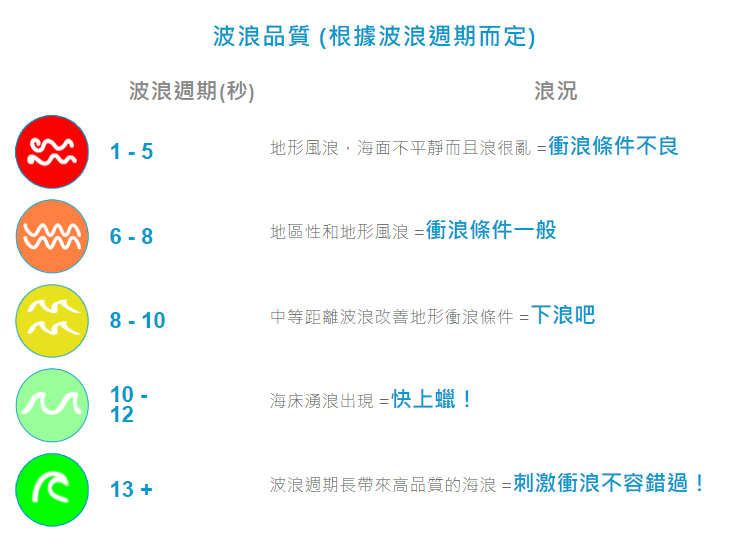 波浪品質 (根據波浪週期而定)
波浪週期(秒) 浪況
1 - 5 地形風浪，海面不平靜而且浪很亂 =衝浪條件不良
6 - 8 地區性和地形風浪 =衝浪條件一般
8 - 10 中等距離波浪改善地形衝浪條件 =下浪吧
10 -
12 海床湧浪出現 =快上蠟！
13 + 波浪週期長帶來高品質的海浪 =刺激衝浪不容錯過！